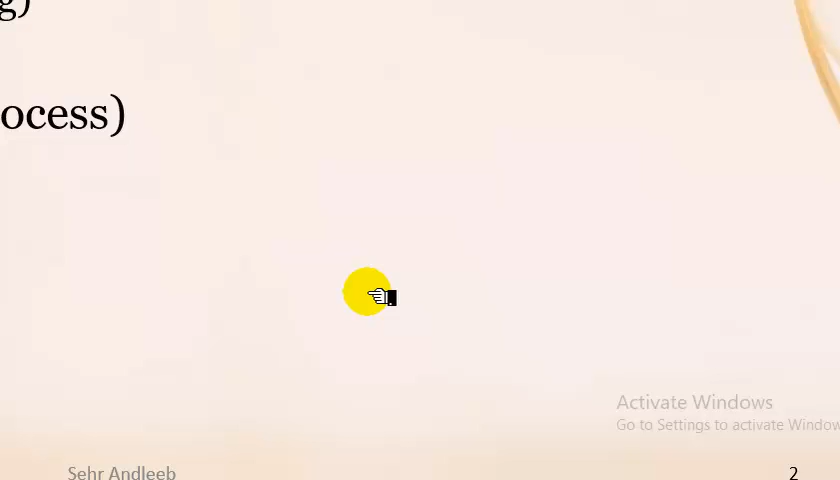 g)
ocess)
Activate Windows
Go to Settings to activate Window
Sehr Andleeb
2